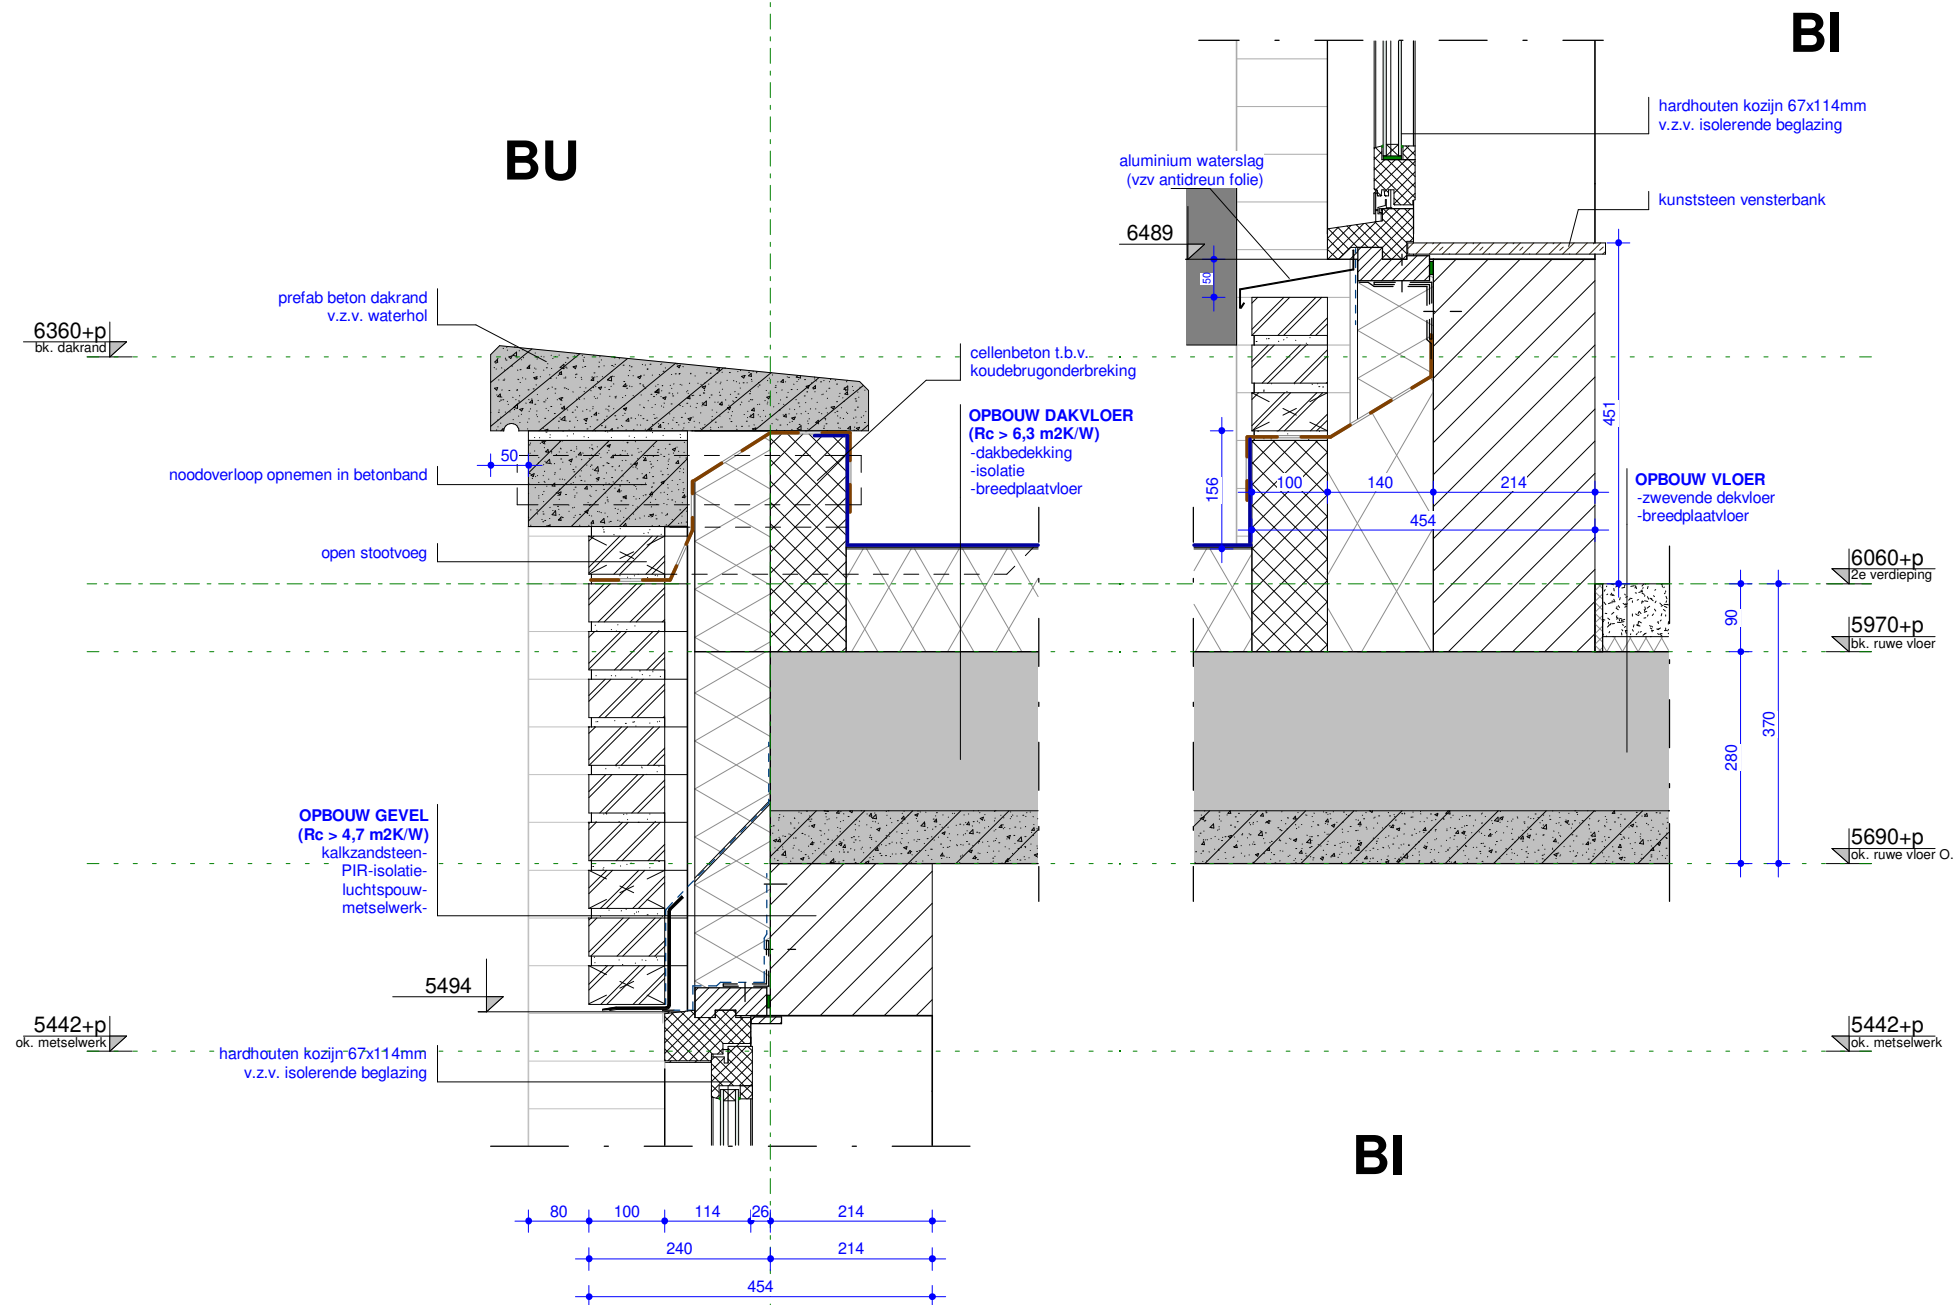 BI
BU
hardhouten kozijn 67x114mm
v.z.v. isolerende beglazing
aluminium waterslag
(vzv antidreun folie)
kunststeen vensterbank
6489
50
prefab beton dakrand
v.z.v. waterhol
6360+p
bk. dakrand
cellenbeton t.b.v.
koudebrugonderbreking
OPBOUW DAKVLOER
(Rc > 6,3 m2K/W)
-dakbedekking
-isolatie
-breedplaatvloer
451
50
noodoverloop opnemen in betonband
156
100
140
214
454
OPBOUW VLOER
-zwevende dekvloer
-breedplaatvloer
open stootvoeg
6060+p
2e verdieping
90
5970+p
bk. ruwe vloer
370
280
OPBOUW GEVEL
(Rc > 4,7 m2K/W)
kalkzandsteen-
PIR-isolatie-
luchtspouw-
metselwerk-
5690+p
ok. ruwe vloer O.
5494
5442+p
ok. metselwerk
5442+p
ok. metselwerk
hardhouten kozijn 67x114mm
v.z.v. isolerende beglazing
BI
80
100
114
26
214
240
214
454